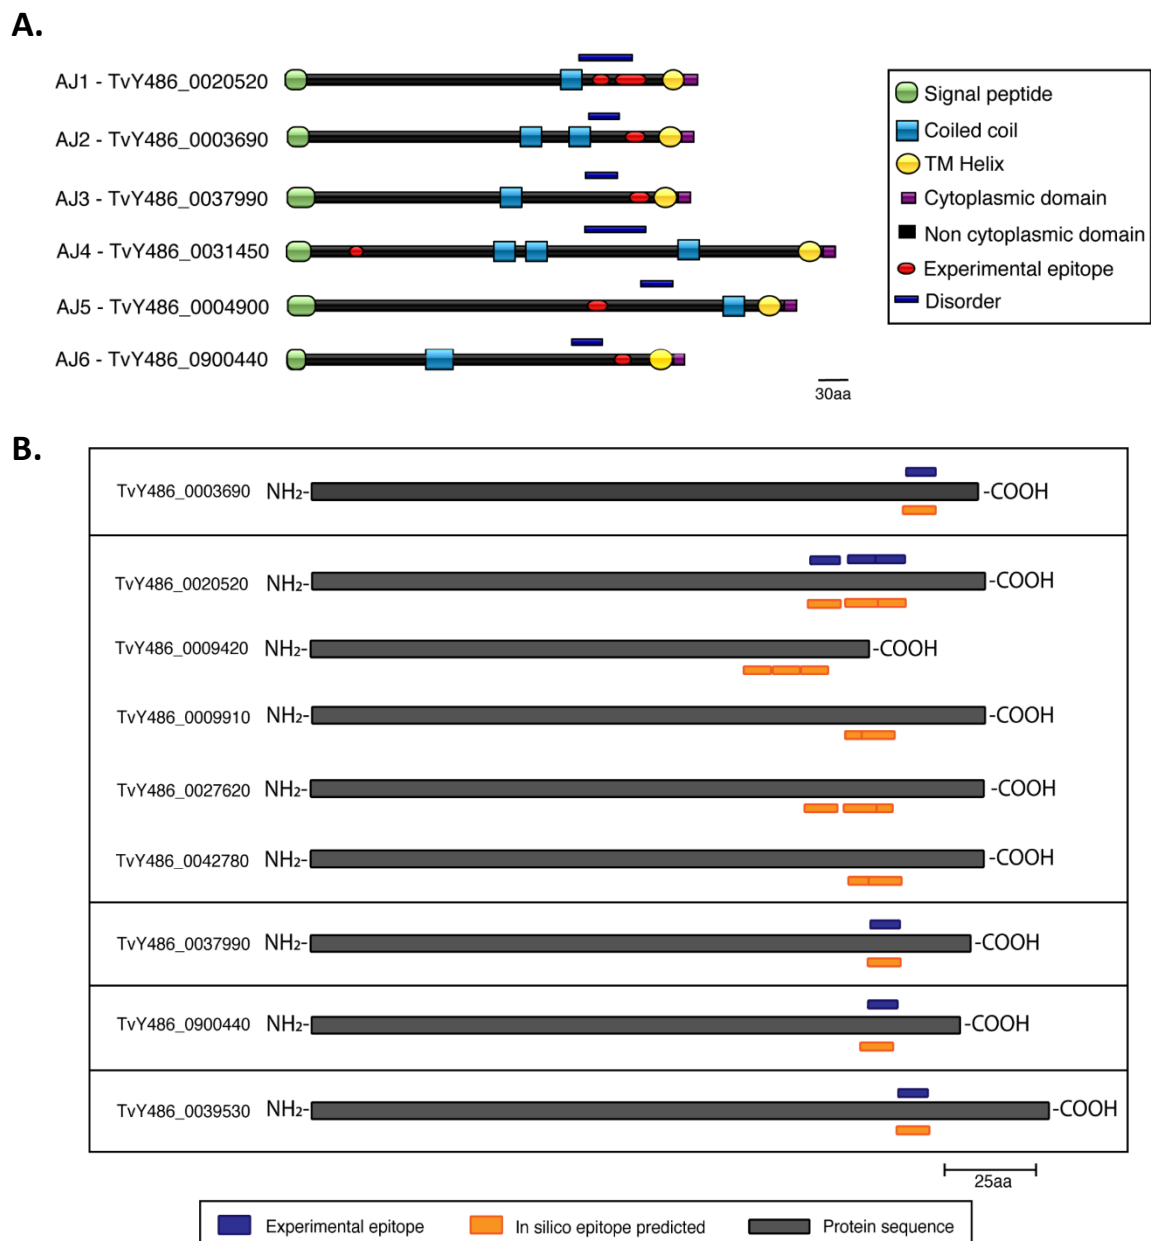 A.
AJ1 - TvY486_0020520
AJ2 - TvY486_0003690
AJ3 - TvY486_0037990
AJ4 - TvY486_0031450
AJ5 - TvY486_0004900
AJ6 - TvY486_0900440
Signal peptide
Coiled coil
TM Helix
Cytoplasmic domain
Non cytoplasmic domain
Experimental epitope
Disorder
30aa
B.
TvY486_0003690 NH₂- -COOH
TvY486_0020520 NH₂- -COOH
TvY486_0009420 NH₂- -COOH
TvY486_0009910 NH₂- -COOH
TvY486_0027620 NH₂- -COOH
TvY486_0042780 NH₂- -COOH
TvY486_0037990 NH₂- -COOH
TvY486_0900440 NH₂- -COOH
TvY486_0039530 NH₂- -COOH
25aa
Experimental epitope In silico epitope predicted Protein sequence